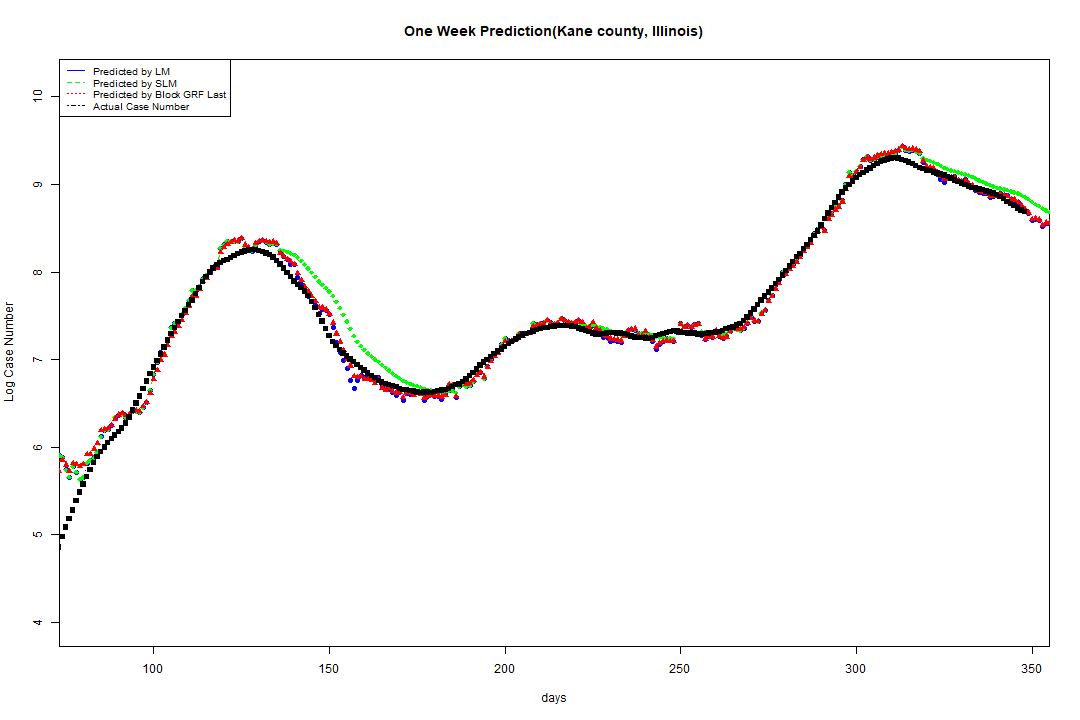 One Week Prediction(Kane county, Illinois)
Predicted by LM
Predicted by SLM
Predicted by Block GRF Last
Actual Case Number
10
9
8
7
6
5
4
Log Case Number
100 150 200 250 300 350
days